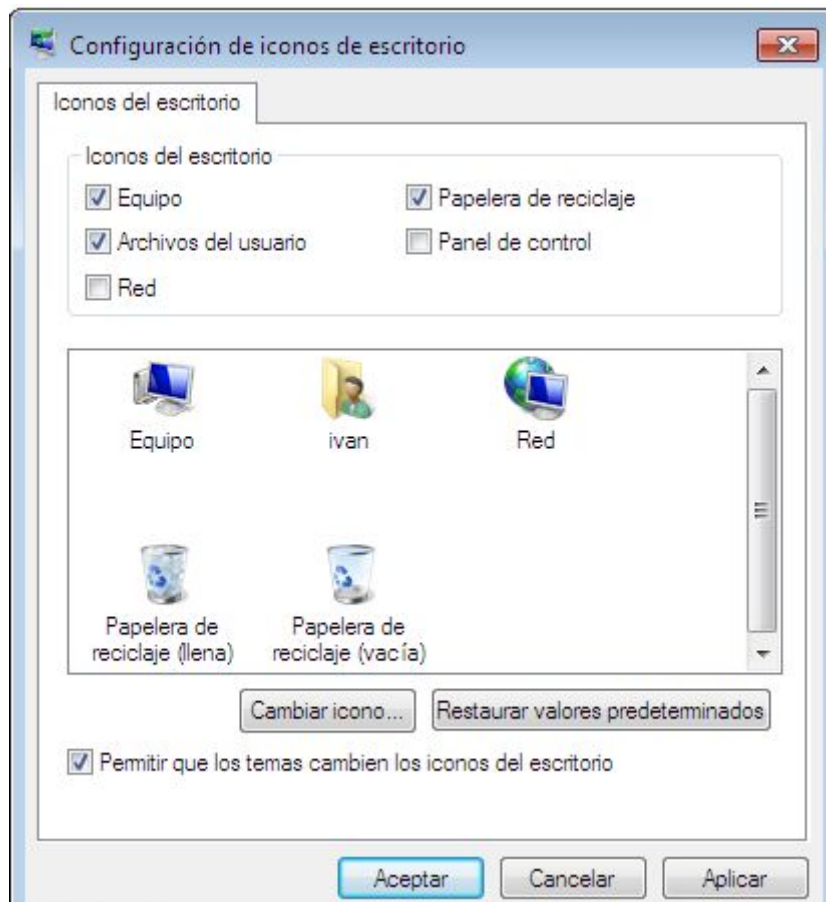 Configuración de iconos de escritorio
Iconos del escritorio
Iconos del escritorio
Equipo
Papelera de reciclaje
Archivos del usuario
Panel de control
Red
Equipo
ivan
Red
Papelera de
reciclaje (llena)
Papelera de
reciclaje (vacía)
Cambiar icono...
Restaurar valores predeterminados
Permitir que los temas cambien los iconos del escritorio
Aceptar
Cancelar
Aplicar